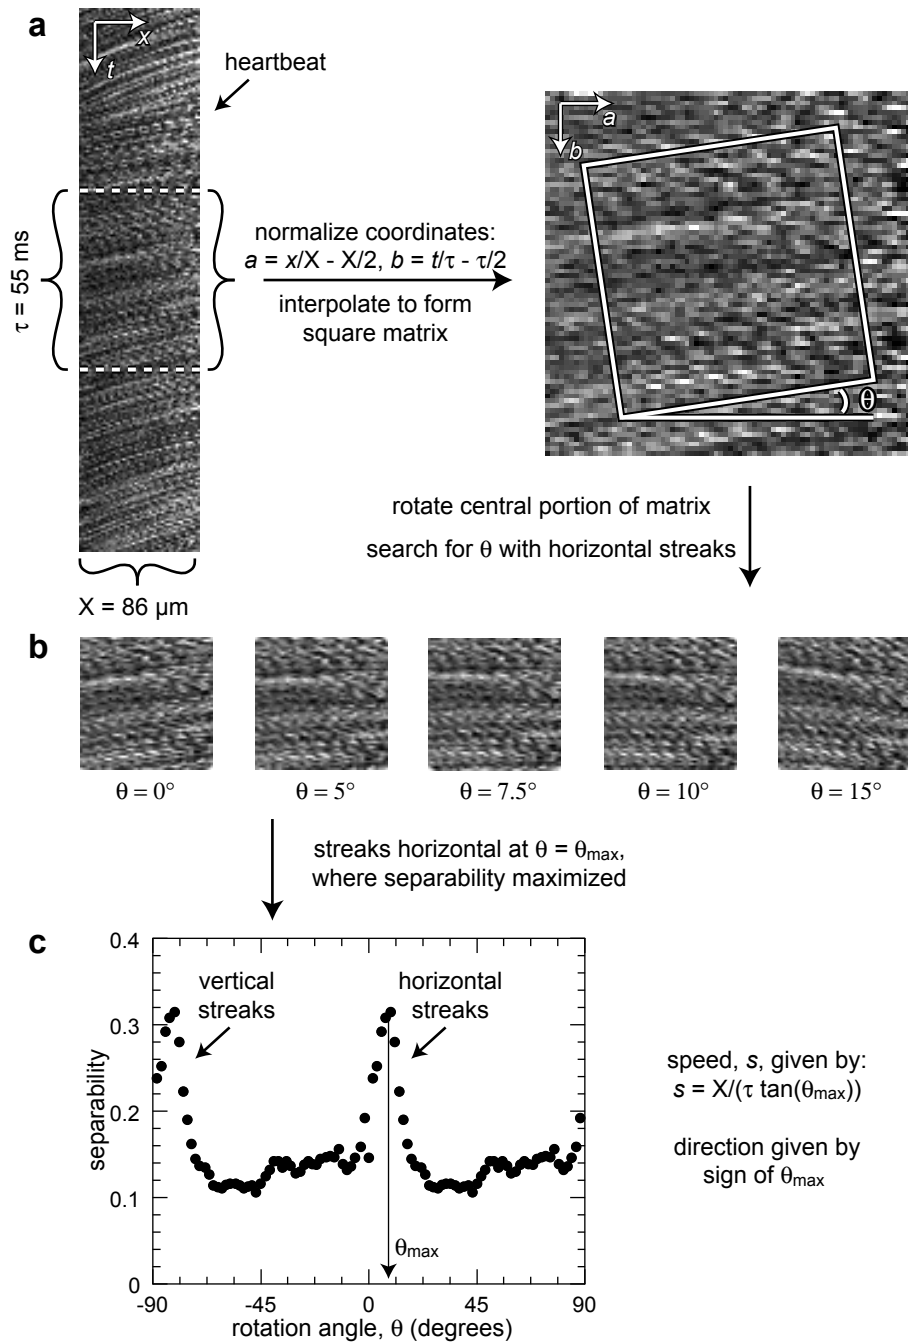 a
x
t
heartbeat
τ = 55 ms
normalize coordinates:
a = x/X - X/2, b = t/τ - τ/2
interpolate to form
square matrix
a
b
θ
X = 86 μm
rotate central portion of matrix
search for θ with horizontal streaks
b
θ = 0°
θ = 5°
θ = 7.5°
θ = 10°
θ = 15°
streaks horizontal at θ = θmax,
where separability maximized
c
separability
0.4
0.3
0.2
0.1
0
vertical
streaks
horizontal
streaks
θmax
-90
-45
0
45
90
rotation angle, θ (degrees)
speed, s, given by:
s = X/(τ tan(θmax))
direction given by
sign of θmax